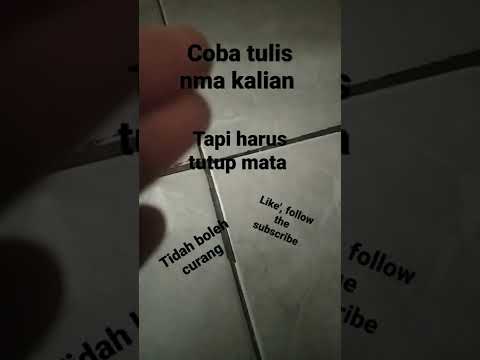 Coba tulis
nma kalian
Tapi harus
tutup mata
Like', follow
the
subscribe
Tidah boleh
curang